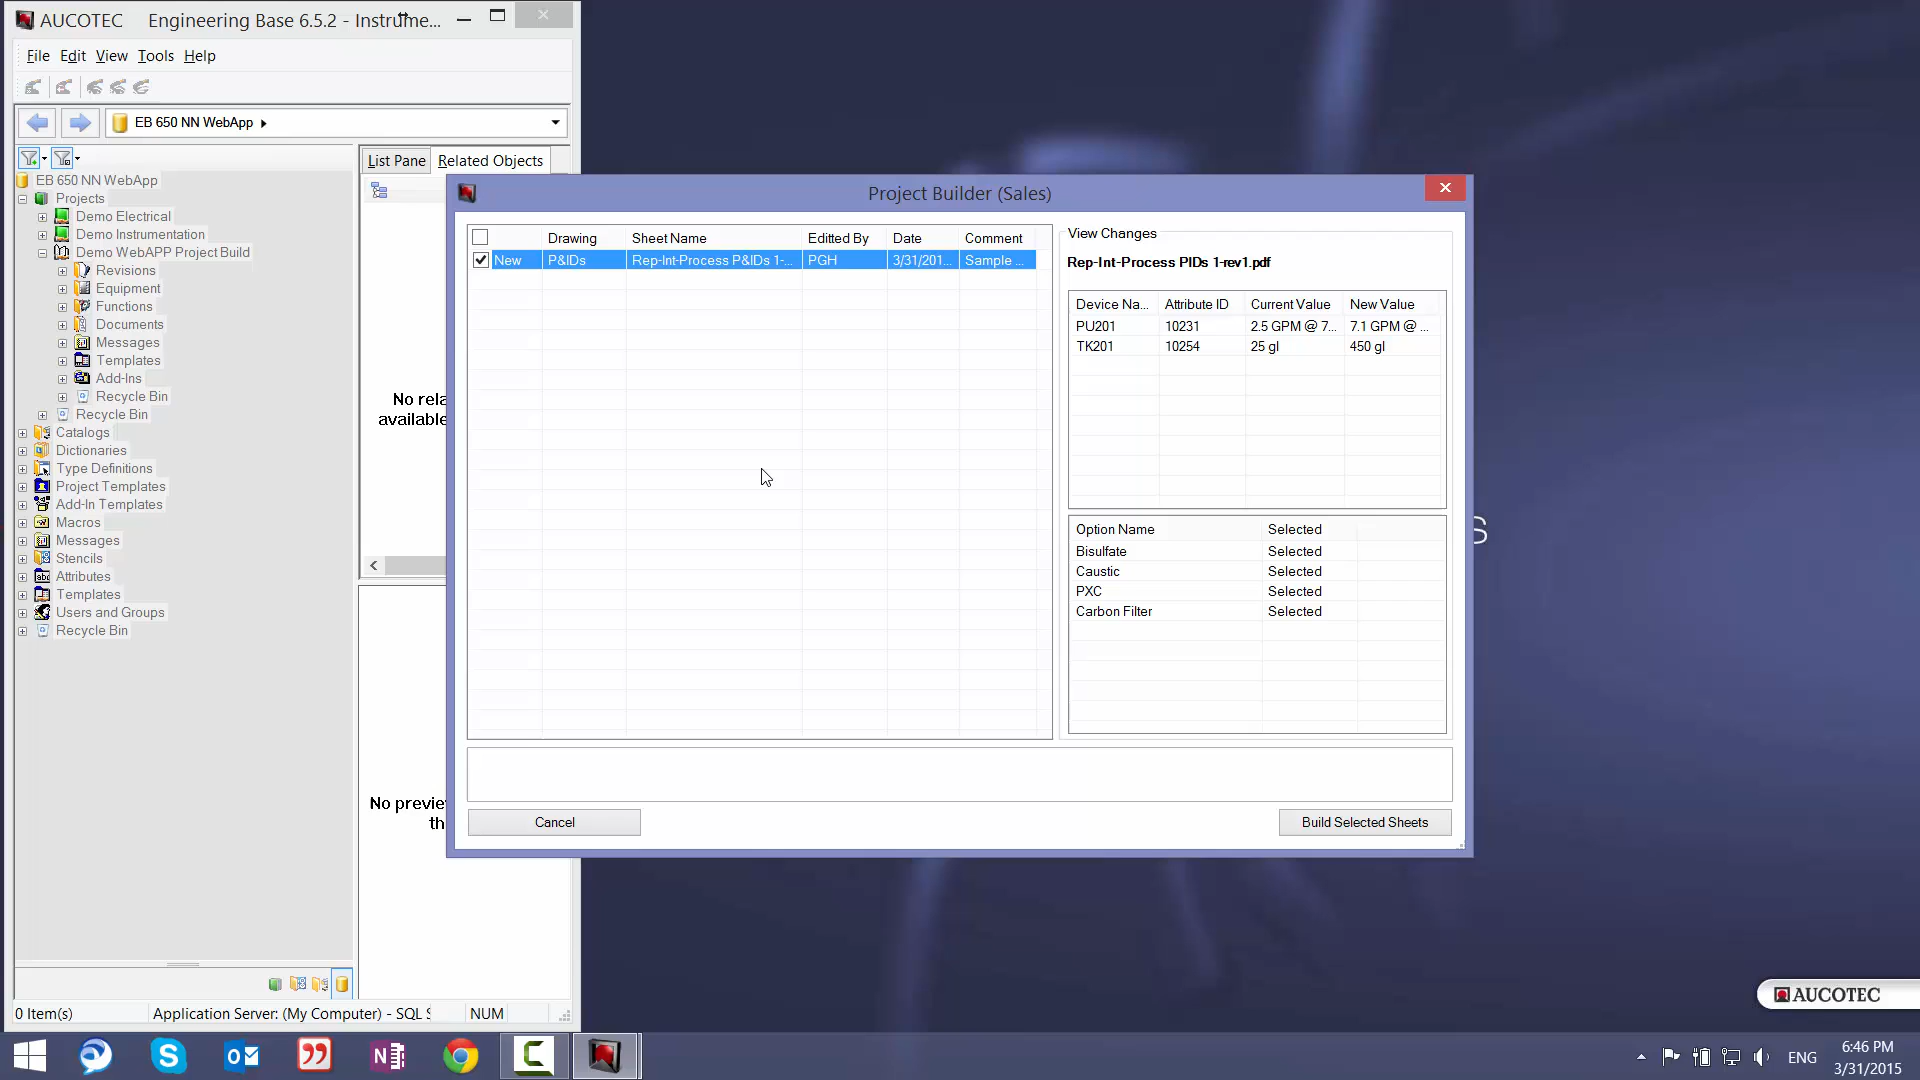 AUCOTEC Engineering Base 6.5.2 - Instrume...
File Edit View Tools Help
EB 650 NN WebApp
List Pane Related Objects
EB 650 NN WebApp
Projects
Demo Electrical
Demo Instrumentation
Demo WebAPP Project Build
Revisions
Equipment
Functions
Documents
Messages
Templates
Add-Ins
Recycle Bin
Recycle Bin
Catalogs
Dictionaries
Type Definitions
Project Templates
Add-In Templates
Macros
Messages
Stencils
Attributes
Templates
Users and Groups
Recycle Bin
No rela
available
No previe
th
Project Builder (Sales)
Drawing Sheet Name Editted By Date Comment
New P&IDs Rep-Int-Process P&IDs 1-... PGH 3/31/201... Sample ...
View Changes
Rep-Int-Process PIDs 1-rev1.pdf
Device Na... Attribute ID Current Value New Value
PU201 10231 2.5 GPM @ 7... 7.1 GPM @ ...
TK201 10254 25 gl 450 gl
Option Name Selected
Bisulfate Selected
Caustic Selected
PXC Selected
Carbon Filter Selected
Cancel Build Selected Sheets
S
AUCOTEC
0 Item(s) Application Server: (My Computer) - SQL S NUM
ENG
6:46 PM
3/31/2015